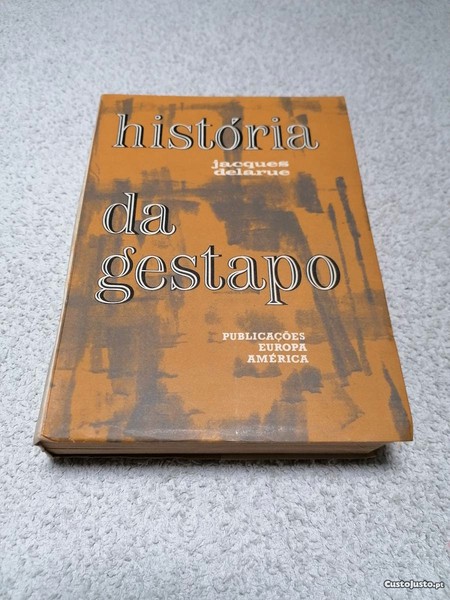 história
jacques
delarue
da
gestapo
PUBLICAÇÕES
EUROPA
AMÉRICA
CustoJusto.pt